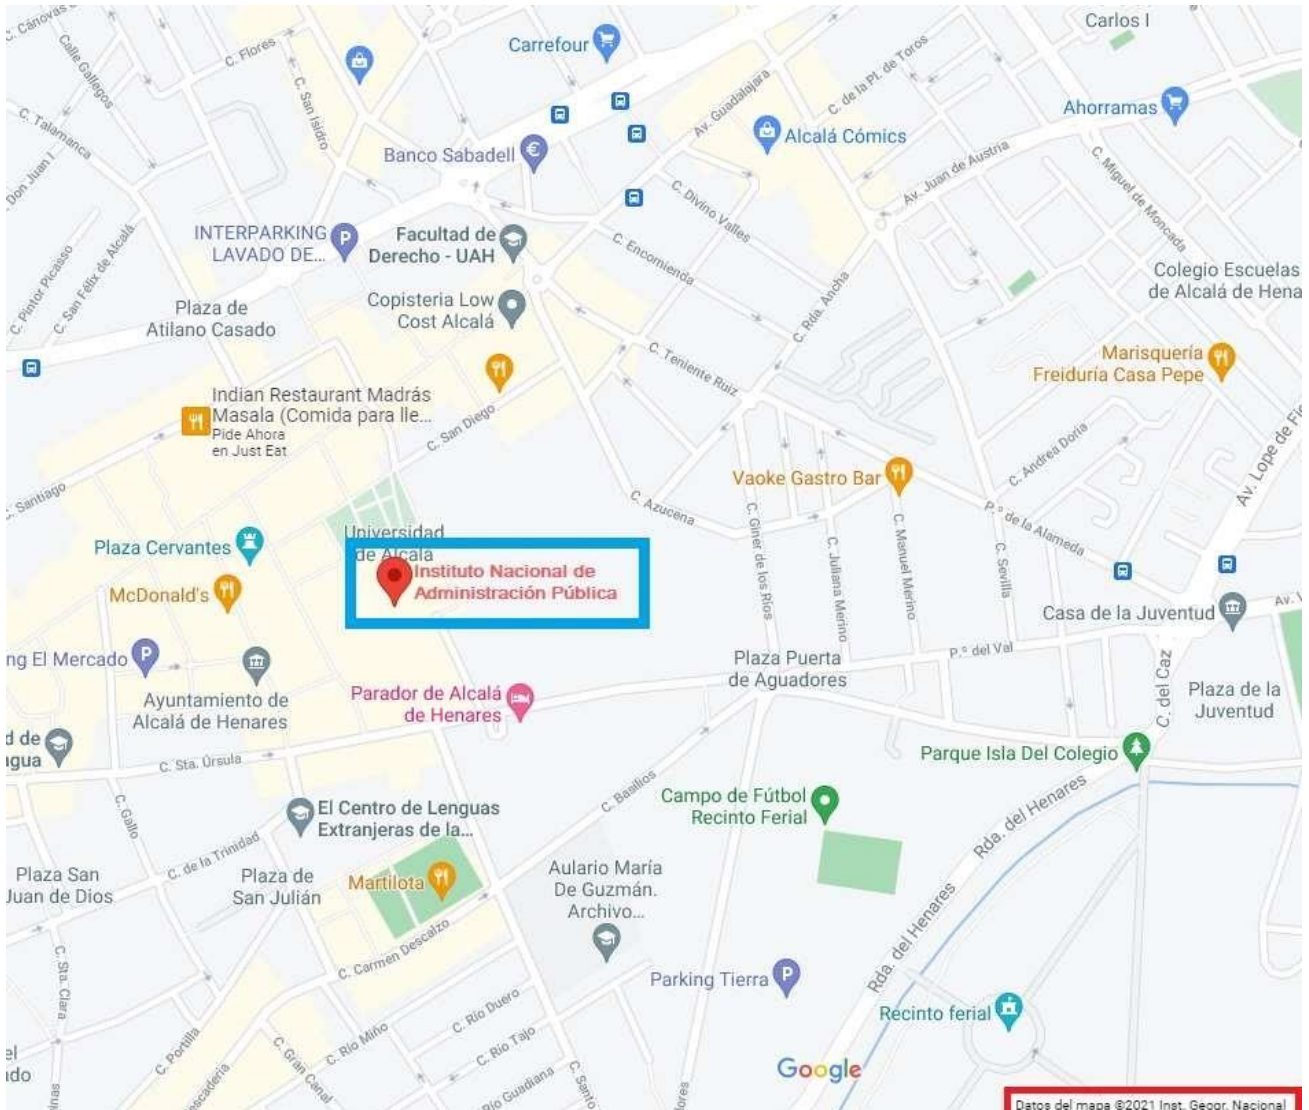 Carlos I
C. Cánovas
Calle Gallegos
C. Flores
Carrefour
C. de la Pl. de Toros
C. San Isidro
Av. Guadalajara
Ahorramas
C. Talamanca
Banco Sabadell
Alcalá Cómics
Av. Juan de Austria
C. Miguel de Moncada
Don Juan I
C. Divino Valles
INTERPARKING
LAVADO DE...
Facultad de
Derecho - UAH
C. Encomienda
C. Pintor Picasso
C. San Félix de Alcalá
Colegio Escuelas
de Alcalá de Hena
Plaza de
Atilano Casado
Copisteria Low
Cost Alcalá
C. Rda. Ancha
C. Teniente Ruiz
Marisquería
Freiduría Casa Pepe
Indian Restaurant Madrás
Masala (Comida para lle...
Pide Ahora
en Just Eat
C. San Diego
C. Andrea Doria
Av. Lope de Fi
Vaoke Gastro Bar
C. Santiago
C. Azucena
P.º de la Alameda
C. Giner de los Ríos
C. Juliana Merino
C. Manuel Merino
C. Sevilla
Plaza Cervantes
Universidad
de Alcalá
Instituto Nacional de
Administración Pública
McDonald's
Casa de la Juventud
Av. V
ng El Mercado
Plaza Puerta
de Aguadores
P.º del Val
C. del Caz
Ayuntamiento de
Alcalá de Henares
Parador de Alcalá
de Henares
Plaza de la
Juventud
d de
gua
C. Sta. Úrsula
Parque Isla Del Colegio
C. Gallo
C. Basilios
Campo de Fútbol
Recinto Ferial
Rda. del Henares
El Centro de Lenguas
Extranjeras de la...
C. de la Trinidad
Plaza San
Juan de Dios
Plaza de
San Julián
Martilota
Aulario María
De Guzmán.
Archivo...
C. Carmen Descalzo
Rda. del Henares
C. Sta. Clara
Parking Tierra
Recinto ferial
C. Río Duero
C. Río Miño
C. Río Tajo
C. Portilla
C. Gran Canal
Río Guadiana
C. Santo
lores
el
do
escadería
inas
Google
Datos del mapa ©2021 Inst. Geogr. Nacional